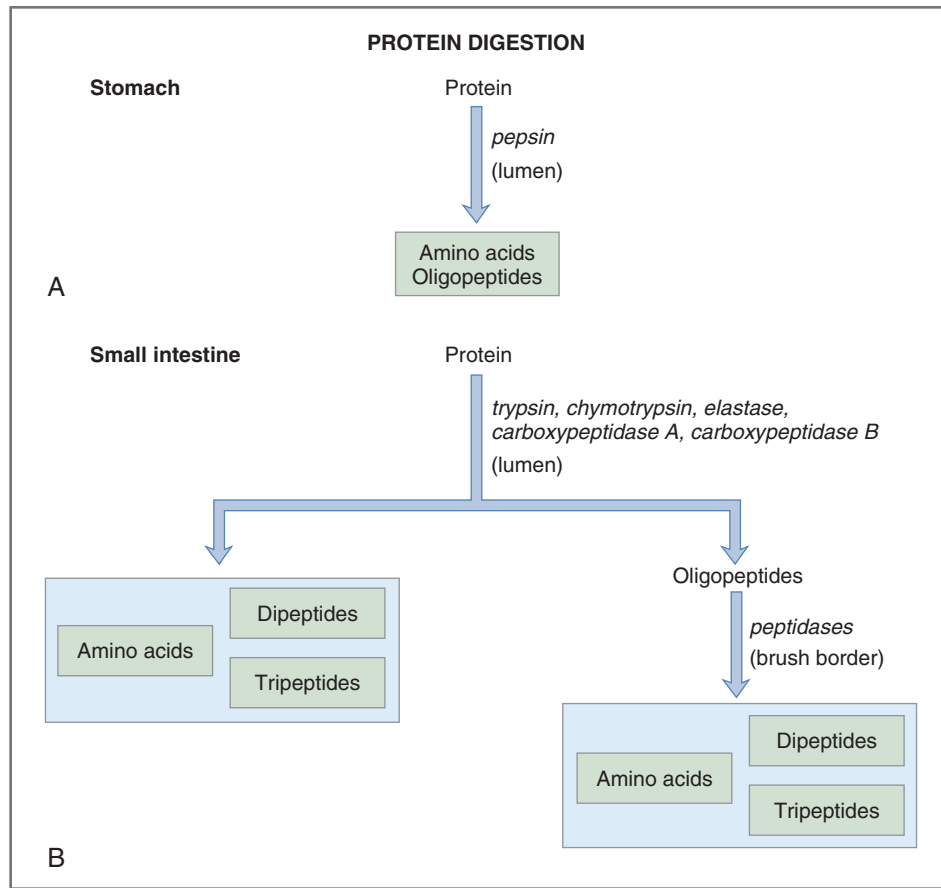 PROTEIN DIGESTION
Stomach
Protein
pepsin
(lumen)
Amino acids
Oligopeptides
A
Small intestine
Protein
trypsin, chymotrypsin, elastase,
carboxypeptidase A, carboxypeptidase B
(lumen)
Amino acids
Dipeptides
Tripeptides
Oligopeptides
peptidases
(brush border)
Amino acids
Dipeptides
Tripeptides
B